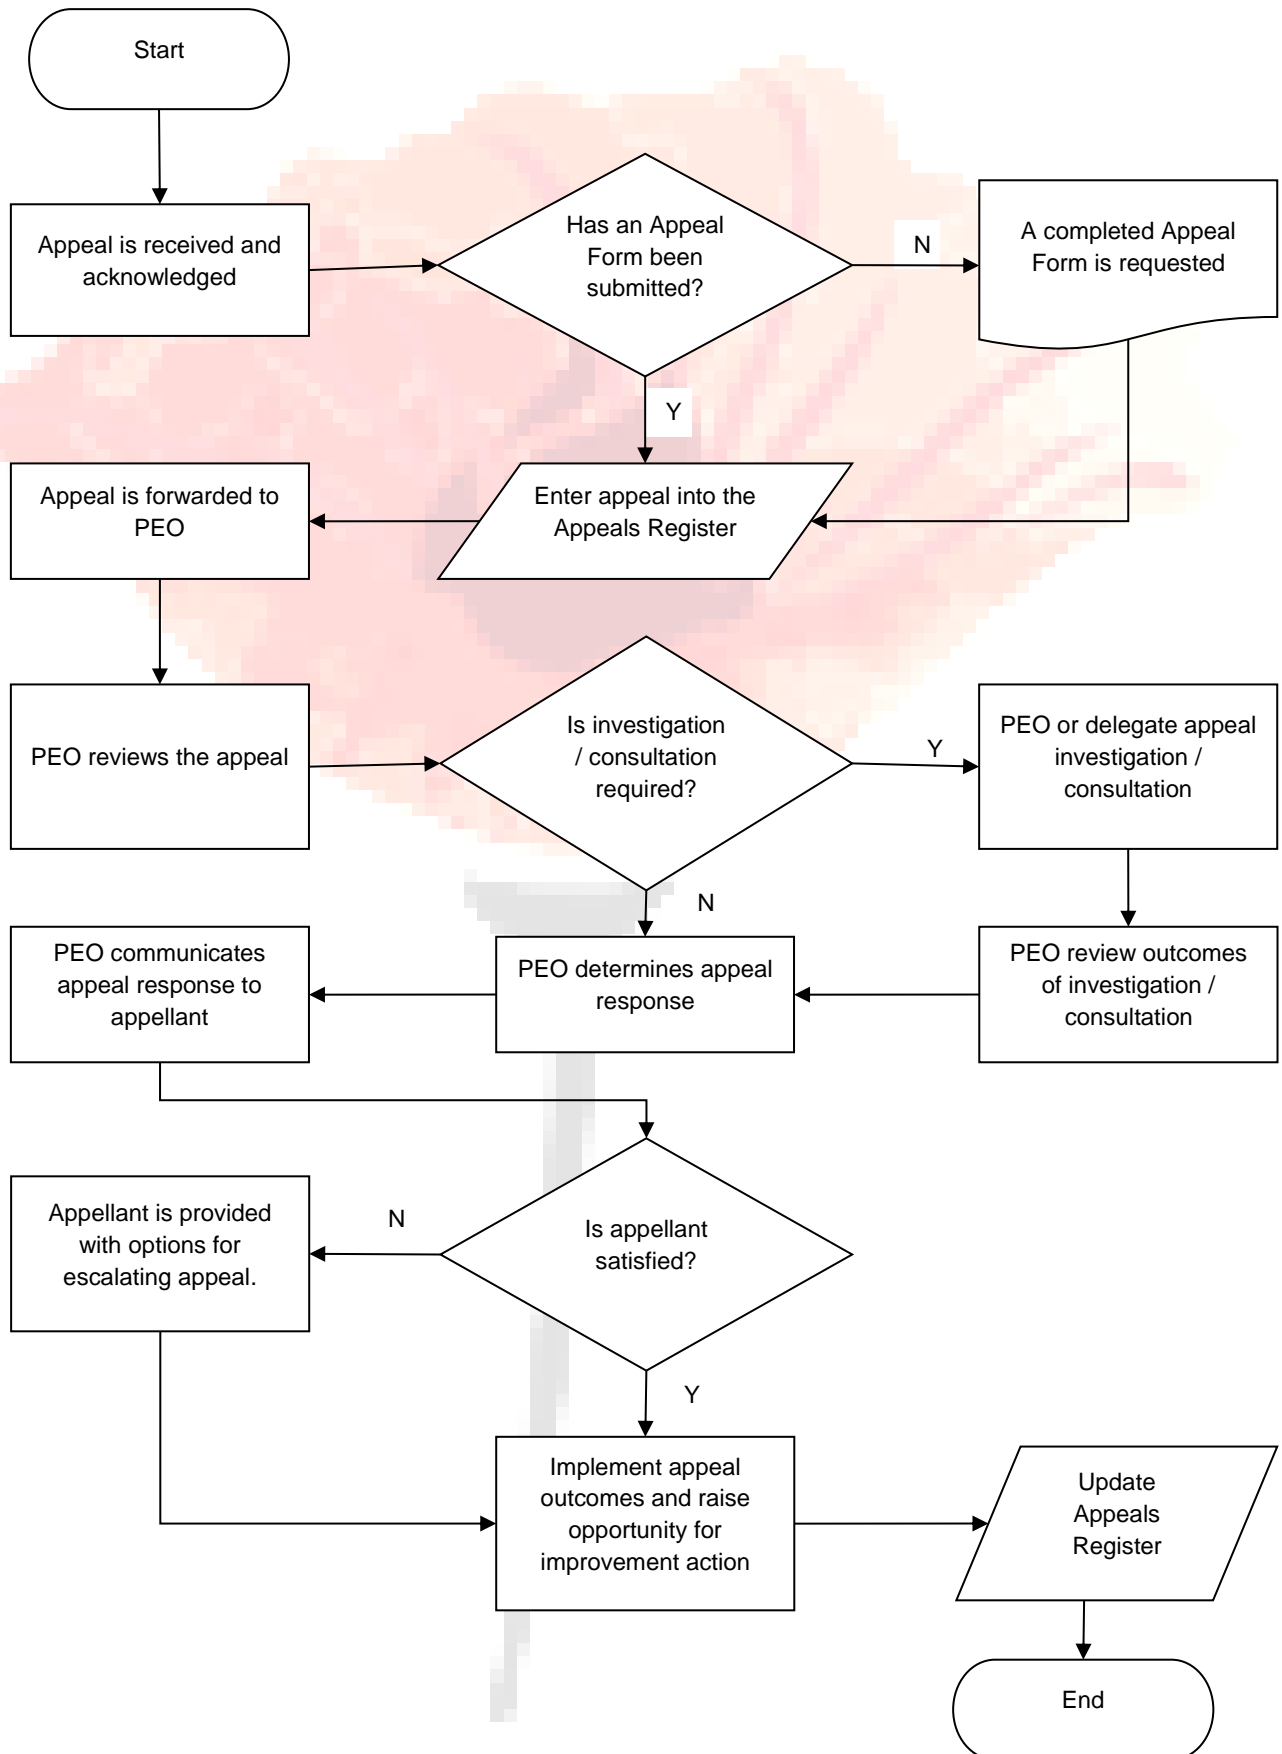 Start
Appeal is received and
acknowledged
Has an Appeal
Form been
submitted?
N
A completed Appeal
Form is requested
Y
Appeal is forwarded to
PEO
Enter appeal into the
Appeals Register
PEO reviews the appeal
Is investigation
/ consultation
required?
Y
PEO or delegate appeal
investigation /
consultation
N
PEO communicates
appeal response to
appellant
PEO determines appeal
response
PEO review outcomes
of investigation /
consultation
Appellant is provided
with options for
escalating appeal.
N
Is appellant
satisfied?
Y
Implement appeal
outcomes and raise
opportunity for
improvement action
Update
Appeals
Register
End